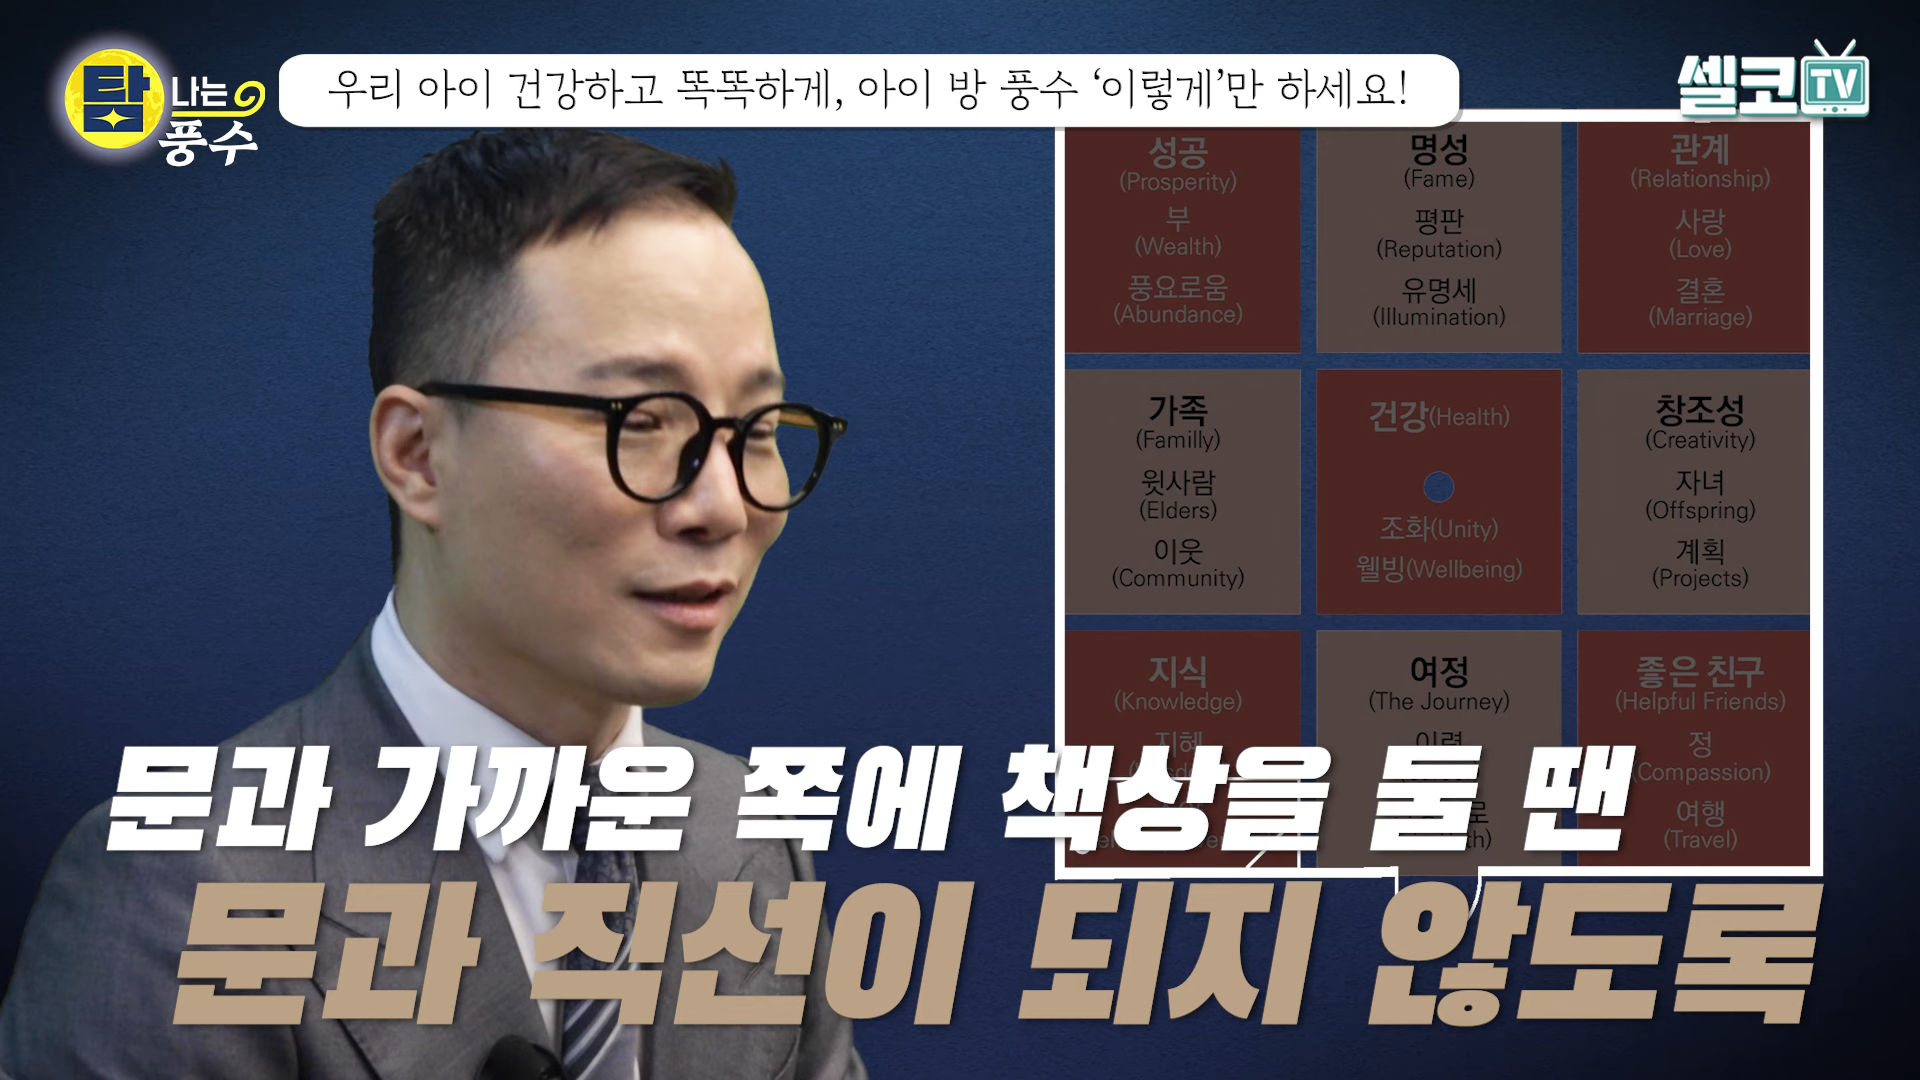 탐나는
풍수
우리 아이 건강하고 똑똑하게, 아이 방 풍수 ‘이렇게’만 하세요!
셀코TV
성공
(Prosperity)
부
(Wealth)
풍요로움
(Abundance)
명성
(Fame)
평판
(Reputation)
유명세
(Illumination)
관계
(Relationship)
사랑
(Love)
결혼
(Marriage)
가족
(Familly)
윗사람
(Elders)
이웃
(Community)
건강(Health)
조화(Unity)
웰빙(Wellbeing)
창조성
(Creativity)
자녀
(Offspring)
계획
(Projects)
지식
(Knowledge)
지혜
여정
(The Journey)
이력
좋은 친구
(Helpful Friends)
정
(Compassion)
여행
(Travel)
문과 가까운 쪽에 책상을 둘 땐
문과 직선이 되지 않도록